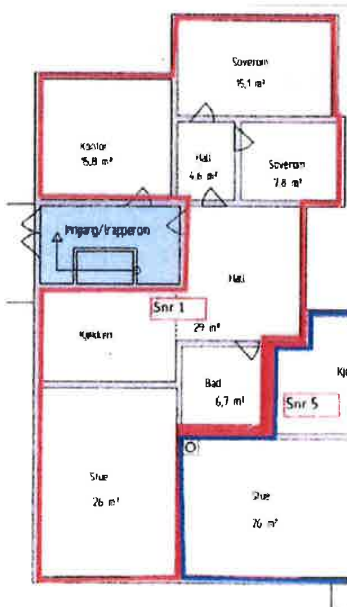 Soverom
15,1 m²
Kontor
15,8 m²
Hall
4,6 m²
Soverom
7,8 m²
Inngang/trapperom
Hall
Snr 1
29 m²
Kjøkken
Bad
6,7 m²
Snr 5
Kj
Stue
26 m²
Stue
26 m²